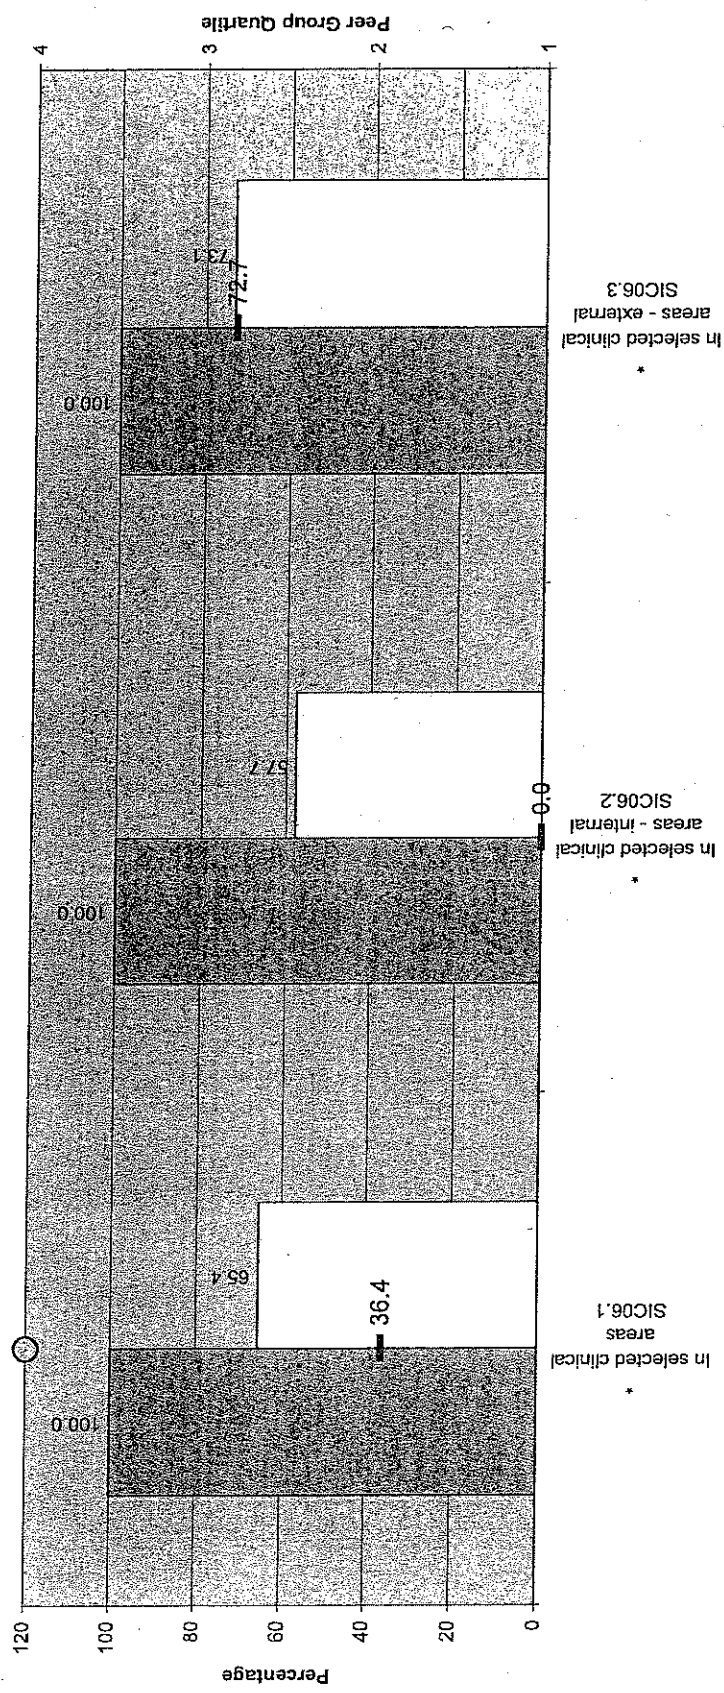 Percentage
120
100
80
60
40
20
0
Peer Group Quartile
4
3
2
1
100.0
65.4
36.4
100.0
57.7
0.0
100.0
73.1
72.7
*
In selected clinical
areas
SIC06.1
*
In selected clinical
areas - internal
SIC06.2
*
In selected clinical
areas - external
SIC06.3